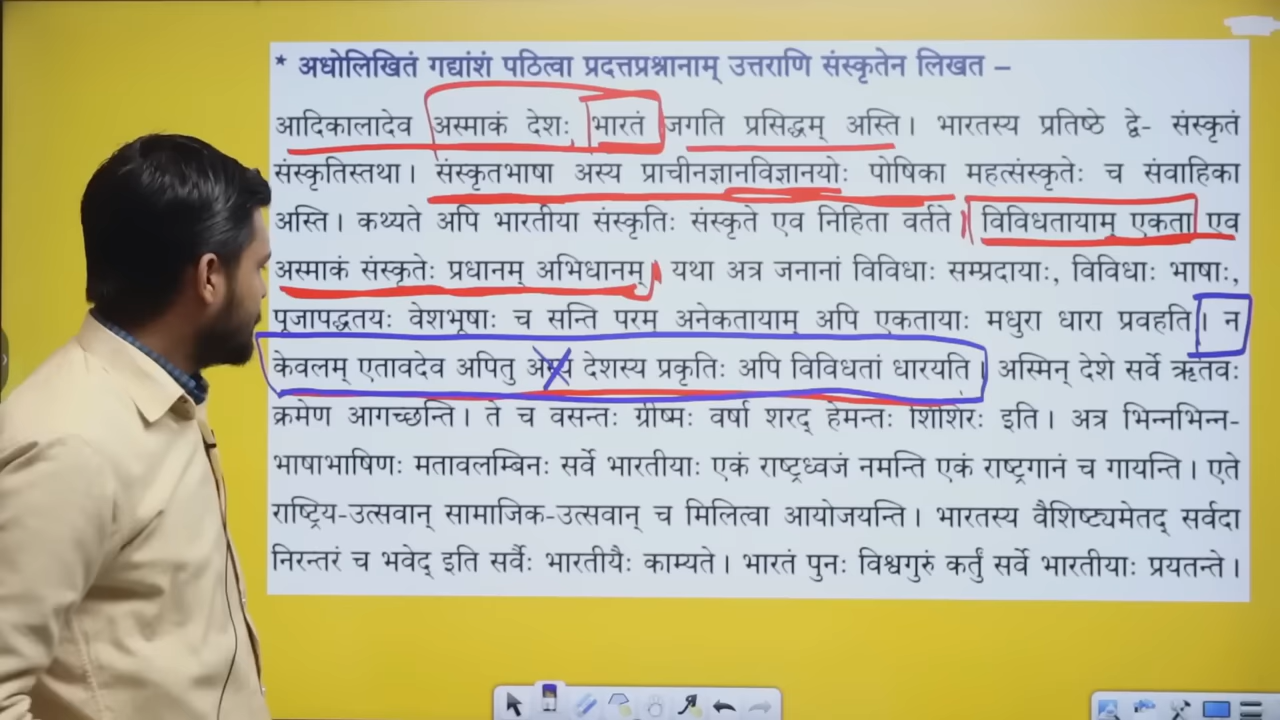 * अधोलिखितं गद्यांशं पठित्वा प्रदत्तप्रश्नानाम् उत्तराणि संस्कृतेन लिखत –
आदिकालादेव अस्माकं देशः भारतं जगति प्रसिद्धम् अस्ति। भारतस्य प्रतिष्ठे द्वे- संस्कृतं
संस्कृतिस्तथा। संस्कृतभाषा अस्य प्राचीनज्ञानविज्ञानयोः पोषिका महत्संस्कृतेः च संवाहिका
अस्ति। कथ्यते अपि भारतीया संस्कृतिः संस्कृते एव निहिता वर्तते। विविधतायाम् एकता एव
अस्माकं संस्कृतेः प्रधानम् अभिधानम्। यथा अत्र जनानां विविधाः सम्प्रदायाः, विविधाः भाषाः,
पूजापद्धतयः वेशभूषाः च सन्ति परम् अनेकतायाम् अपि एकतायाः मधुरा धारा प्रवहति। न
केवलम् एतावदेव अपितु अस्य देशस्य प्रकृतिः अपि विविधतां धारयति। अस्मिन् देशे सर्वे ऋतवः
क्रमेण आगच्छन्ति। ते च वसन्तः ग्रीष्मः वर्षा शरद् हेमन्तः शिशिरः इति। अत्र भिन्नभिन्न-
भाषाभाषिणः मतावलम्बिनः सर्वे भारतीयाः एकं राष्ट्रध्वजं नमन्ति एकं राष्ट्रगानं च गायन्ति। एते
राष्ट्रिय-उत्सवान् सामाजिक-उत्सवान् च मिलित्वा आयोजयन्ति। भारतस्य वैशिष्ट्यमेतद् सर्वदा
निरन्तरं च भवेद् इति सर्वैः भारतीयैः काम्यते। भारतं पुनः विश्वगुरुं कर्तुं सर्वे भारतीयाः प्रयतन्ते।